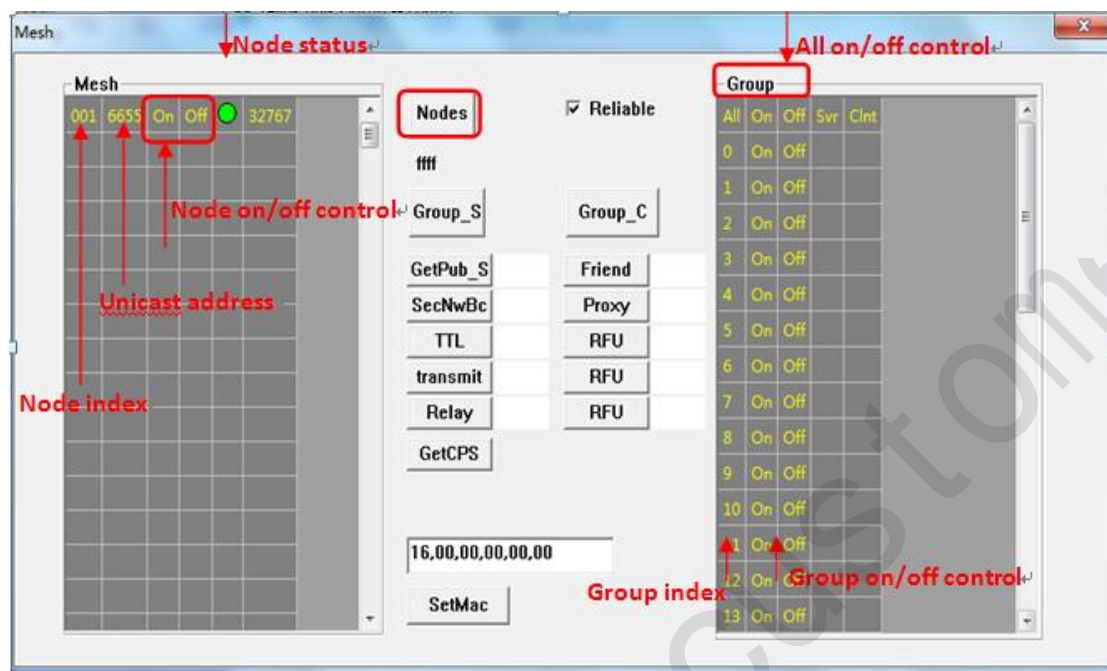 Mesh
Node status
All on/off control
Mesh
001 6655 On Off 32767
Node on/off control
Unicast address
Node index
Nodes
Reliable
ffff
Group_S
Group_C
GetPub_S
Friend
SecNwBc
Proxy
TTL
RFU
transmit
RFU
Relay
RFU
GetCPS
16,00,00,00,00,00
SetMac
Group
All On Off Svr Clnt
0 On Off
1 On Off
2 On Off
3 On Off
4 On Off
5 On Off
6 On Off
7 On Off
8 On Off
9 On Off
10 On Off
11 On Off
12 On Off
13 On Off
Group index
Group on/off control